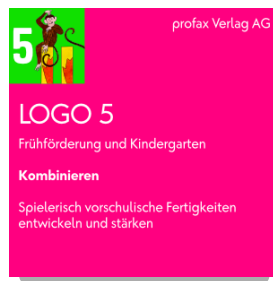 profax Verlag AG
5
LOGO 5
Frühförderung und Kindergarten
Kombinieren
Spielerisch vorschulische Fertigkeiten
entwickeln und stärken